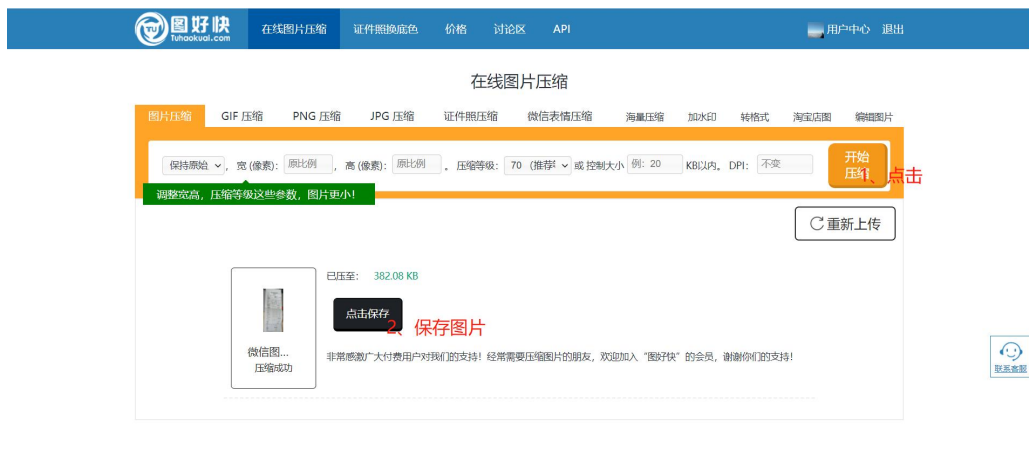 图好快
Tuhaokuai.com
在线图片压缩 证件照换底色 价格 讨论区 API 用户中心 退出
在线图片压缩
图片压缩 GIF 压缩 PNG 压缩 JPG 压缩 证件照压缩 微信表情压缩 海量压缩 加水印 转格式 淘宝店图 编辑图片
保持原始 ，宽 (像素): 原比例 ，高 (像素): 原比例 。压缩等级: 70 (推荐 或 控制大小 例: 20 KB以内。DPI: 不变 开始
压缩
1、点击
调整宽高，压缩等级这些参数，图片更小！
重新上传
已压至: 382.08 KB
点击保存
2、保存图片
微信图...
压缩成功
非常感激广大付费用户对我们的支持！经常需要压缩图片的朋友，欢迎加入“图好快”的会员，谢谢你们的支持！
联系客服